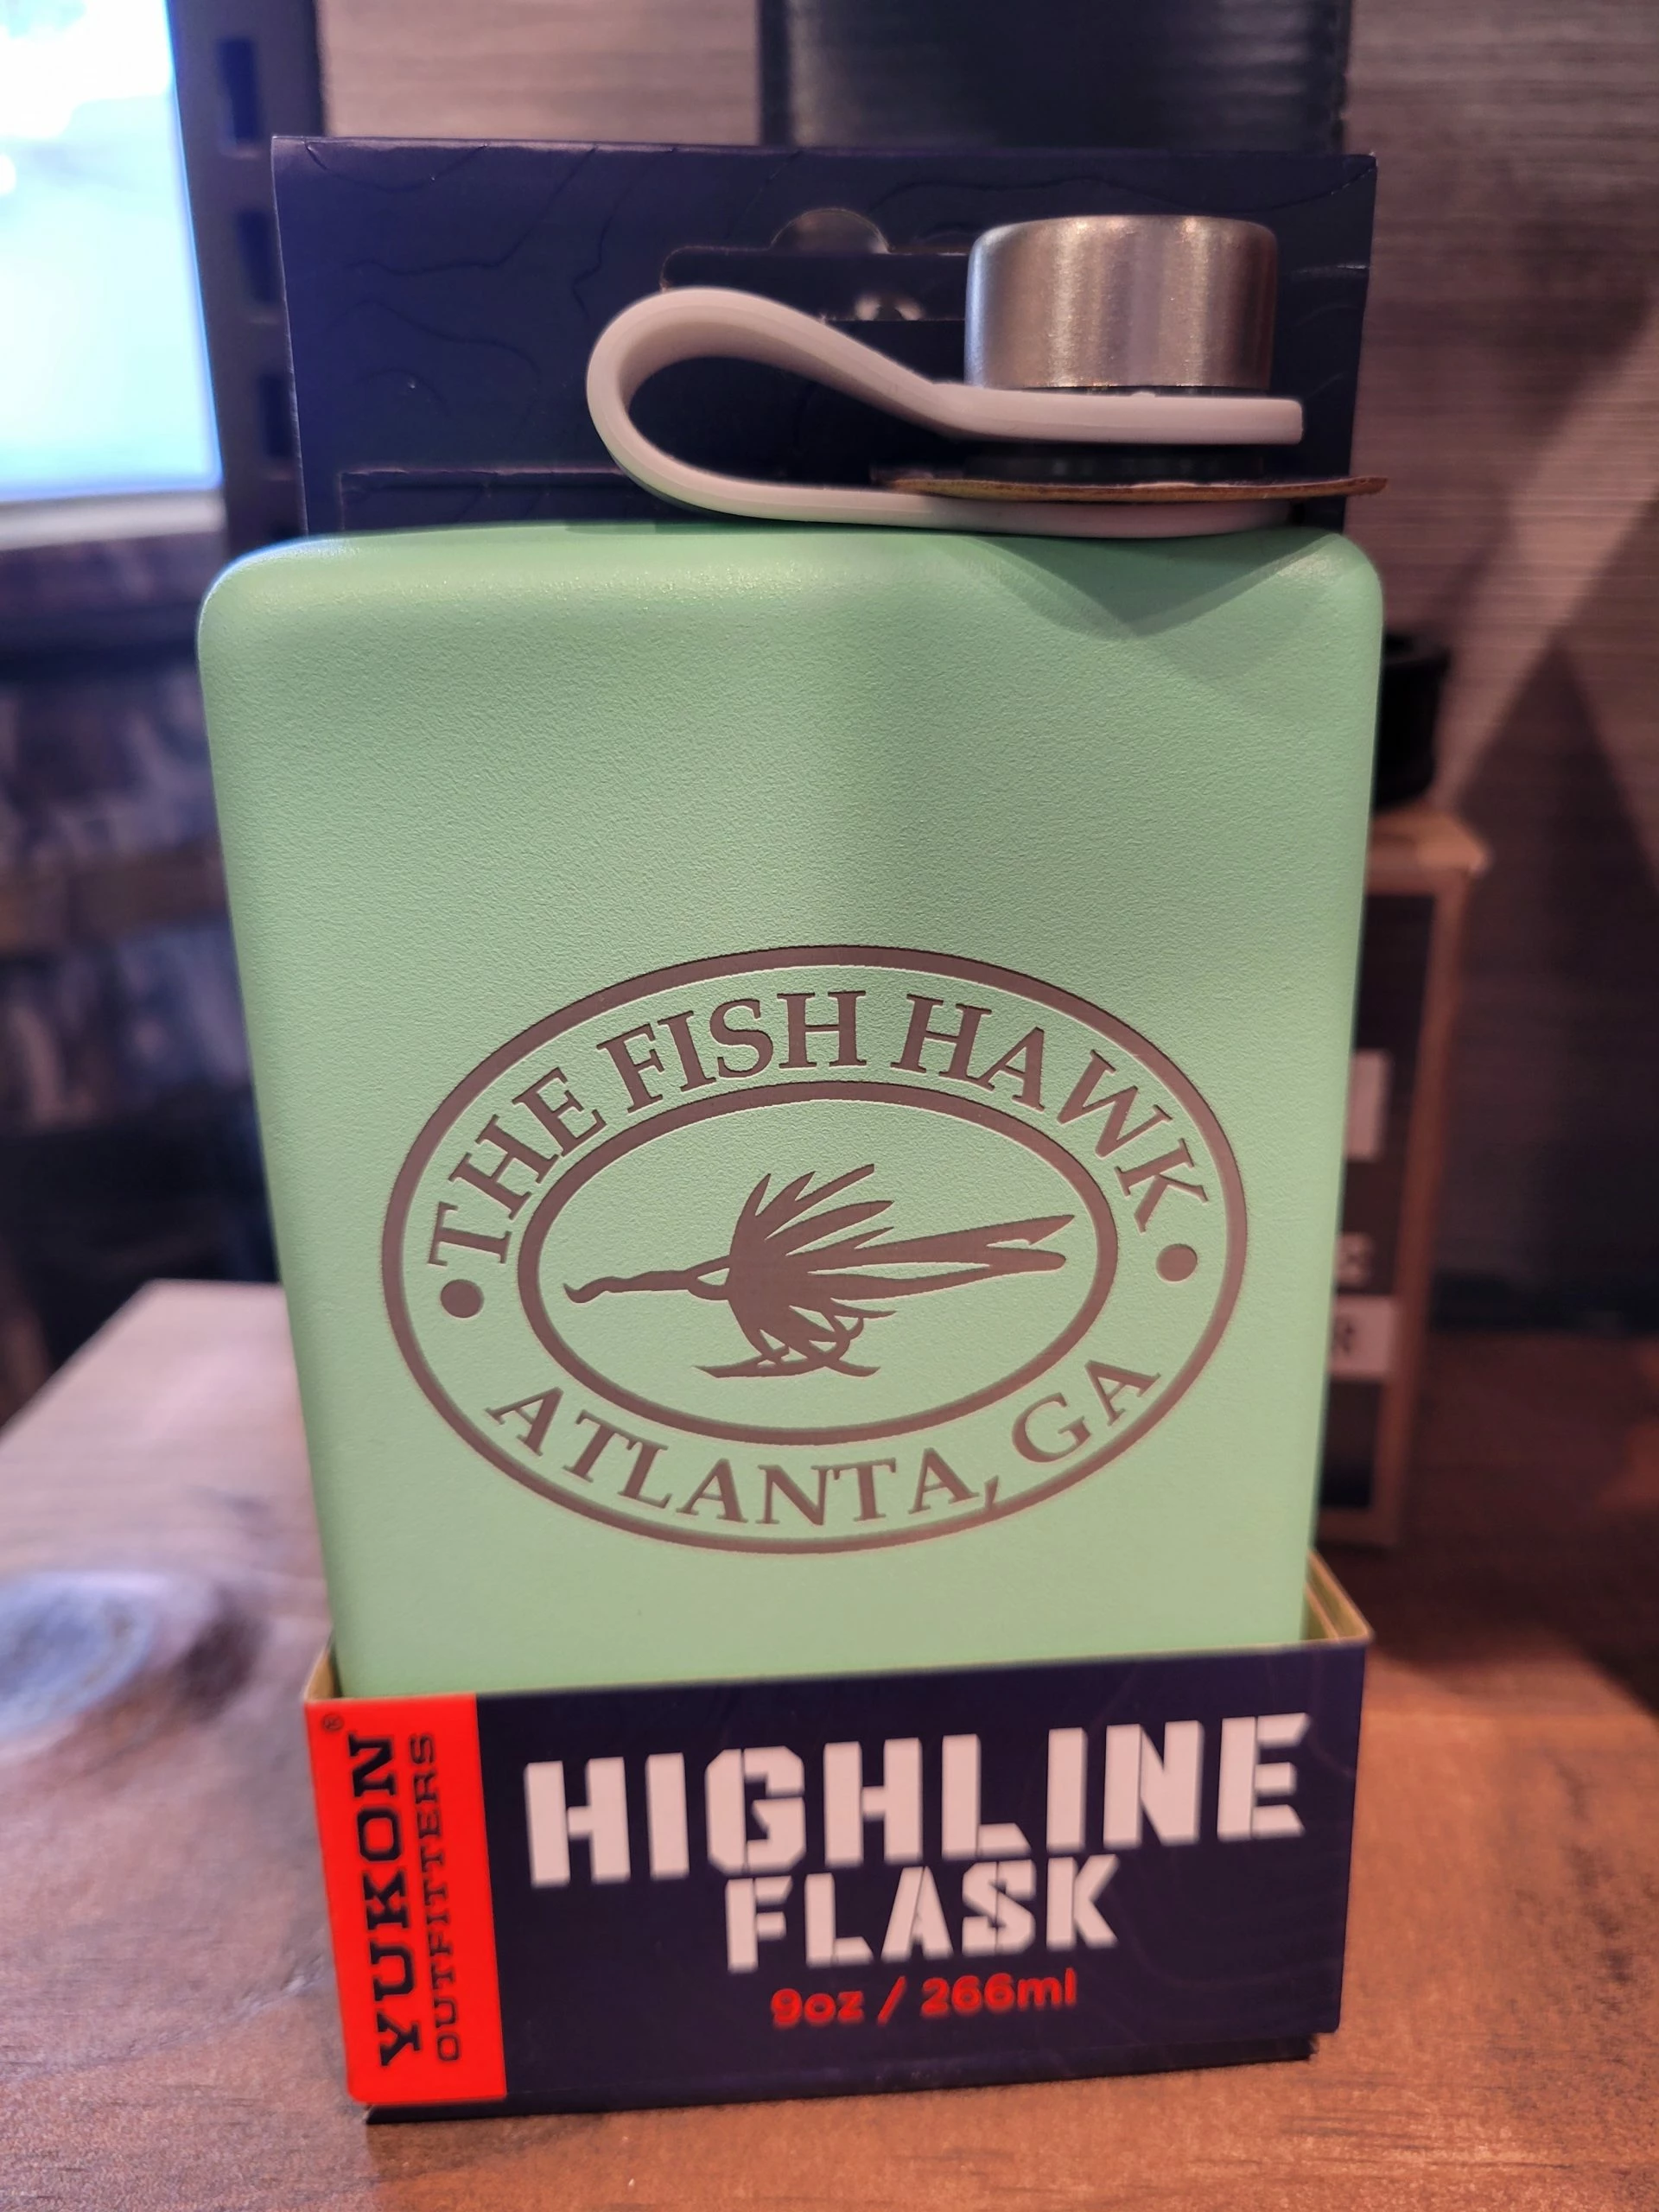 THE FISH HAWK
ATLANTA, GA
YUKON®
OUTFITTERS
HIGHLINE
FLASK
9oz / 266ml